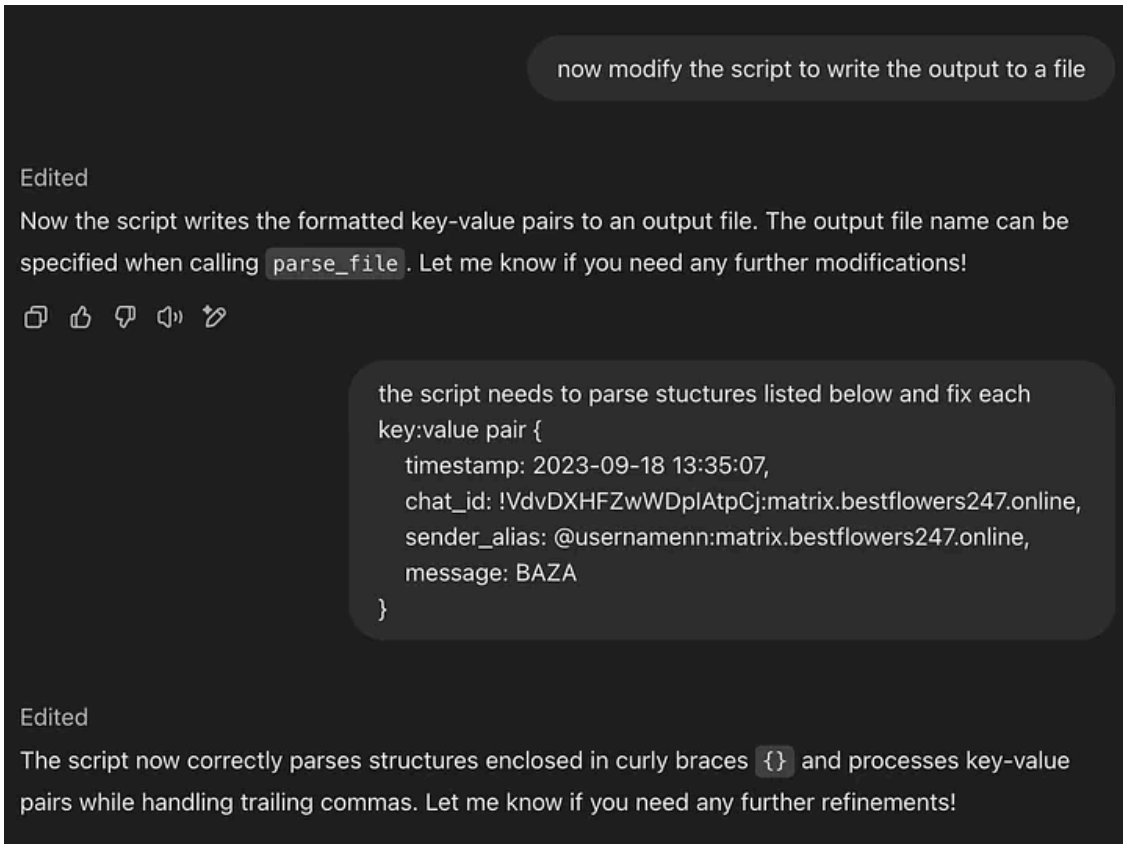 now modify the script to write the output to a file
Edited
Now the script writes the formatted key-value pairs to an output file. The output file name can be
specified when calling parse_file. Let me know if you need any further modifications!
the script needs to parse stuctures listed below and fix each
key:value pair {
timestamp: 2023-09-18 13:35:07,
chat_id: !VdvDXHFZwWDplAtpCj:matrix.bestflowers247.online,
sender_alias: @usernamenn:matrix.bestflowers247.online,
message: BAZA
}
Edited
The script now correctly parses structures enclosed in curly braces {} and processes key-value
pairs while handling trailing commas. Let me know if you need any further refinements!